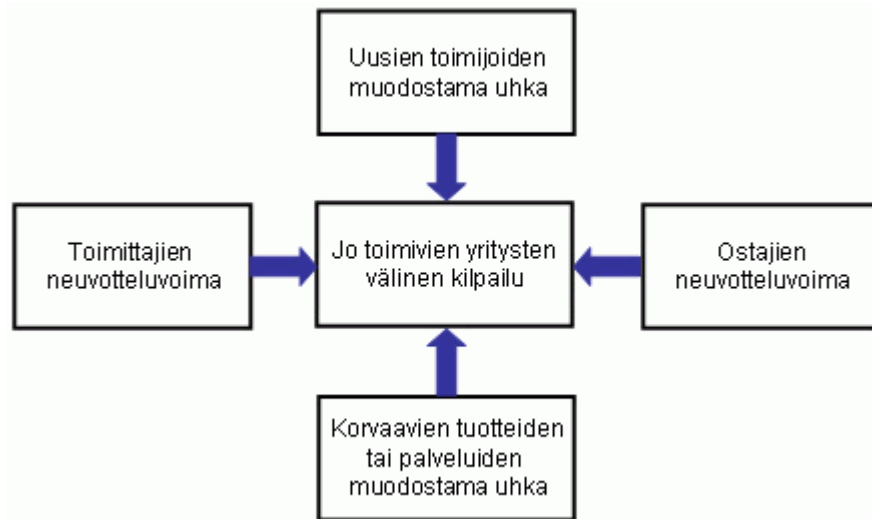 Uusien toimijoiden
muodostama uhka
Toimittajien
neuvotteluvoima
Jo toimivien yritysten
välinen kilpailu
Ostajien
neuvotteluvoima
Korvaavien tuotteiden
tai palveluiden
muodostama uhka